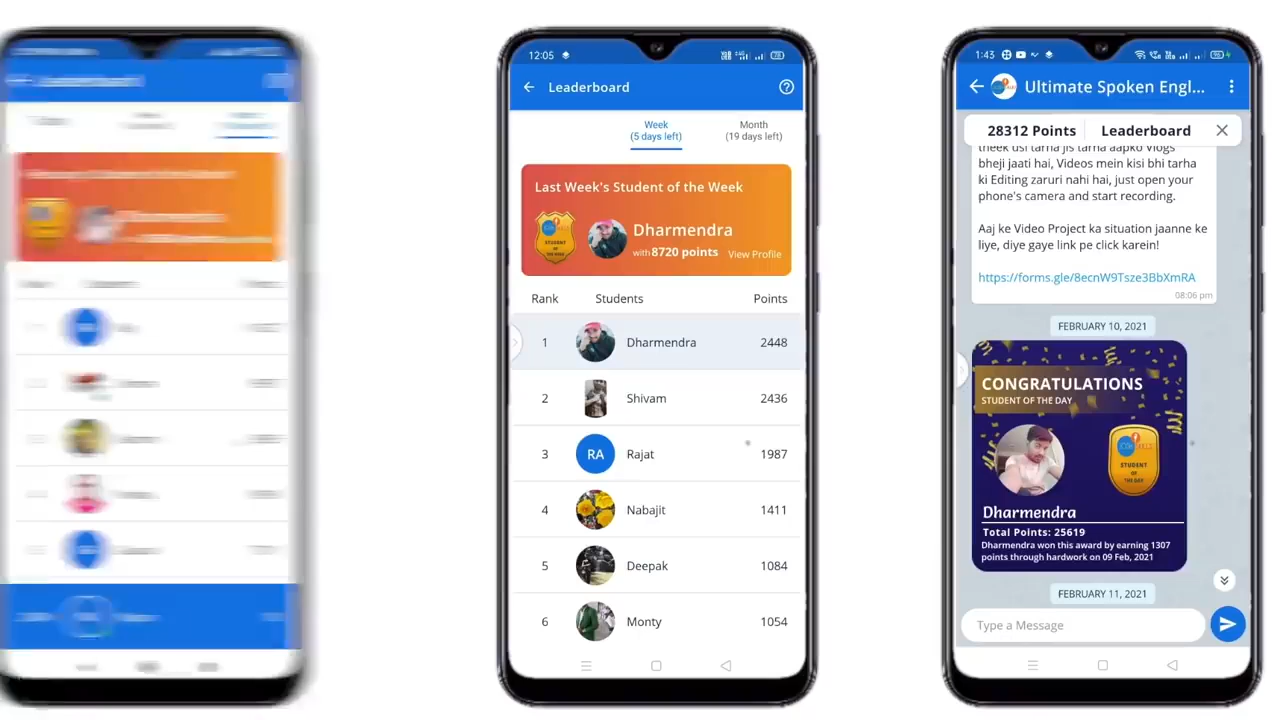 12:05
Leaderboard
Week
(5 days left)
Month
(19 days left)
Last Week's Student of the Week
STUDENT
OF THE WEEK
Dharmendra
with 8720 points
View Profile
Rank Students Points
1 Dharmendra 2448
2 Shivam 2436
3 RA Rajat 1987
4 Nabajit 1411
5 Deepak 1084
6 Monty 1054
1:43
Ultimate Spoken Engl...
28312 Points Leaderboard
theek usi tarha jis tarha aapko Vlogs
bheji jaati hai, Videos mein kisi bhi tarha
ki Editing zaruri nahi hai, just open your
phone's camera and start recording.
Aaj ke Video Project ka situation jaanne ke
liye, diye gaye link pe click karein!
https://forms.gle/8ecnW9Tsze3BbXmRA
08:06 pm
FEBRUARY 10, 2021
CONGRATULATIONS
STUDENT OF THE DAY
STUDENT
OF
THE DAY
Dharmendra
Total Points: 25619
Dharmendra won this award by earning 1307
points through hardwork on 09 Feb, 2021
FEBRUARY 11, 2021
Type a Message